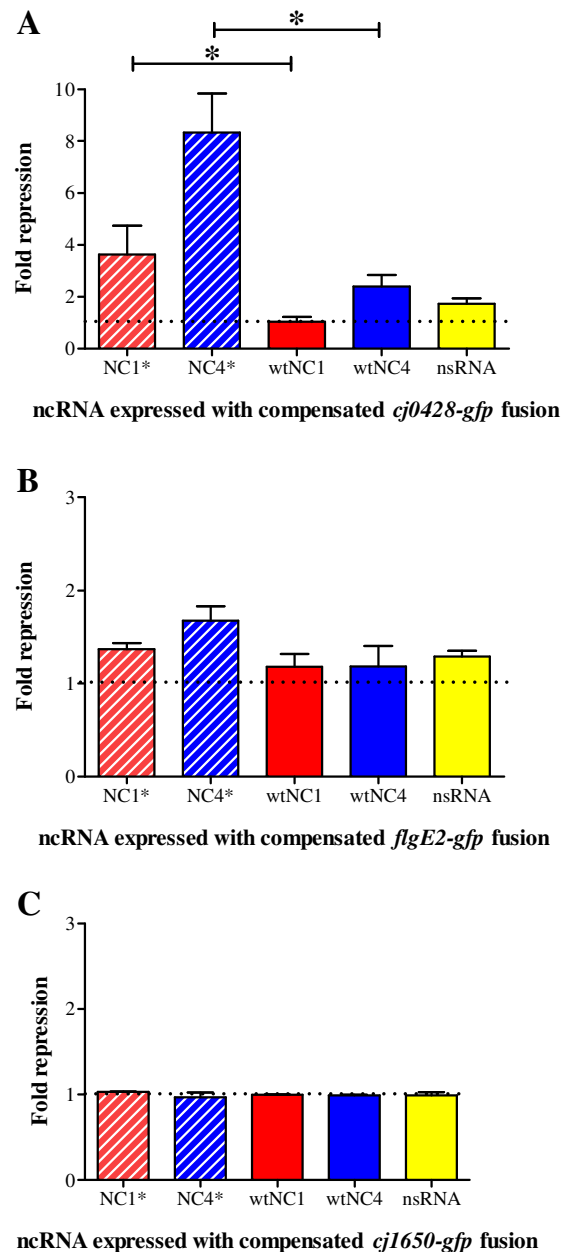 A
*
*
10
8
6
4
2
0
Fold repression
NC1* NC4* wtNC1 wtNC4 nsRNA
ncRNA expressed with compensated cj0428-gfp fusion
B
3
2
1
0
Fold repression
NC1* NC4* wtNC1 wtNC4 nsRNA
ncRNA expressed with compensated flgE2-gfp fusion
C
3
2
1
0
Fold repression
NC1* NC4* wtNC1 wtNC4 nsRNA
ncRNA expressed with compensated cj1650-gfp fusion